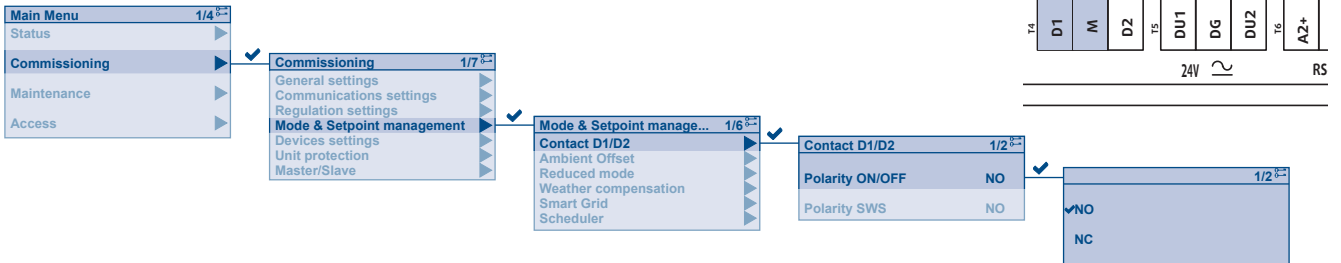 Main Menu 1/4
Status
Commissioning
Maintenance
Access
Commissioning 1/7
General settings
Communications settings
Regulation settings
Mode & Setpoint management
Devices settings
Unit protection
Master/Slave
Mode & Setpoint manage... 1/6
Contact D1/D2
Ambient Offset
Reduced mode
Weather compensation
Smart Grid
Scheduler
Contact D1/D2 1/2
Polarity ON/OFF NO
Polarity SWS NO
1/2
NO
NC
T4 D1 M D2 T5 DU1 DG DU2 T6 A2+
24V RS